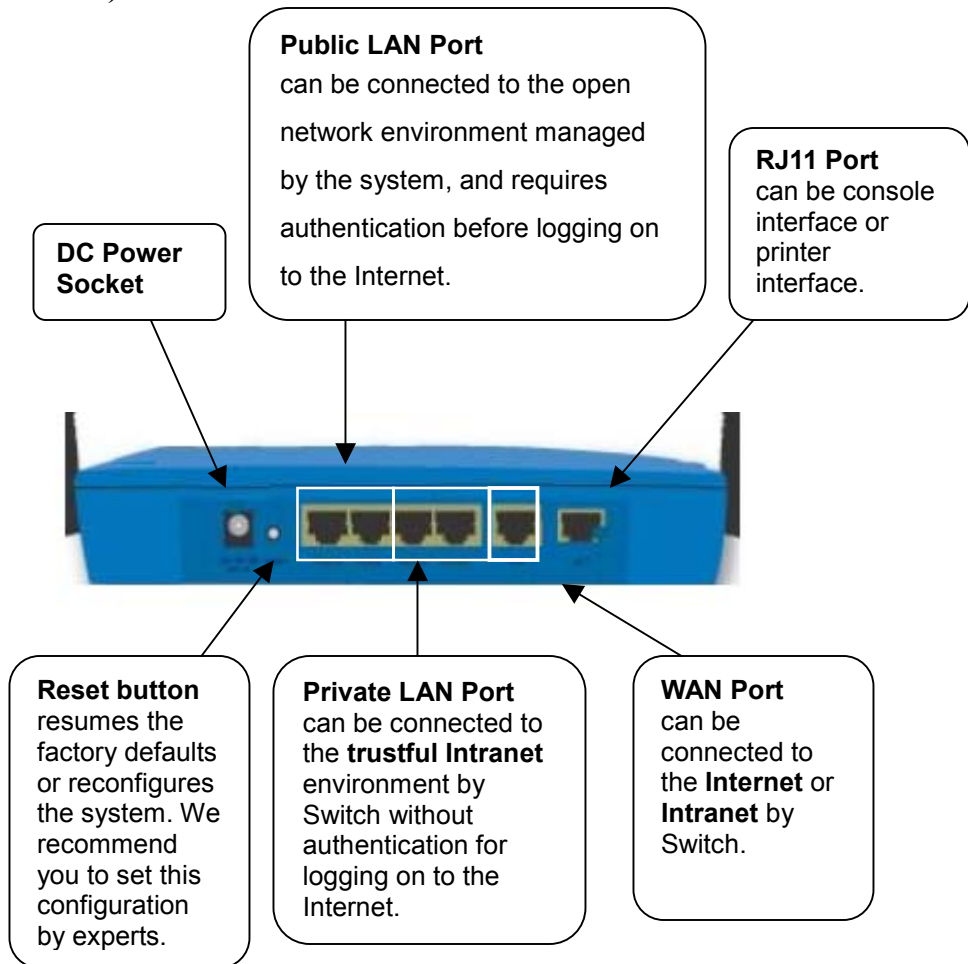 Public LAN Port
can be connected to the open
network environment managed
by the system, and requires
authentication before logging on
to the Internet.
RJ11 Port
can be console
interface or
printer
interface.
DC Power
Socket
Reset button
resumes the
factory defaults
or reconfigures
the system. We
recommend
you to set this
configuration
by experts.
Private LAN Port
can be connected to
the trustful Intranet
environment by
Switch without
authentication for
logging on to the
Internet.
WAN Port
can be
connected to
the Internet or
Intranet by
Switch.